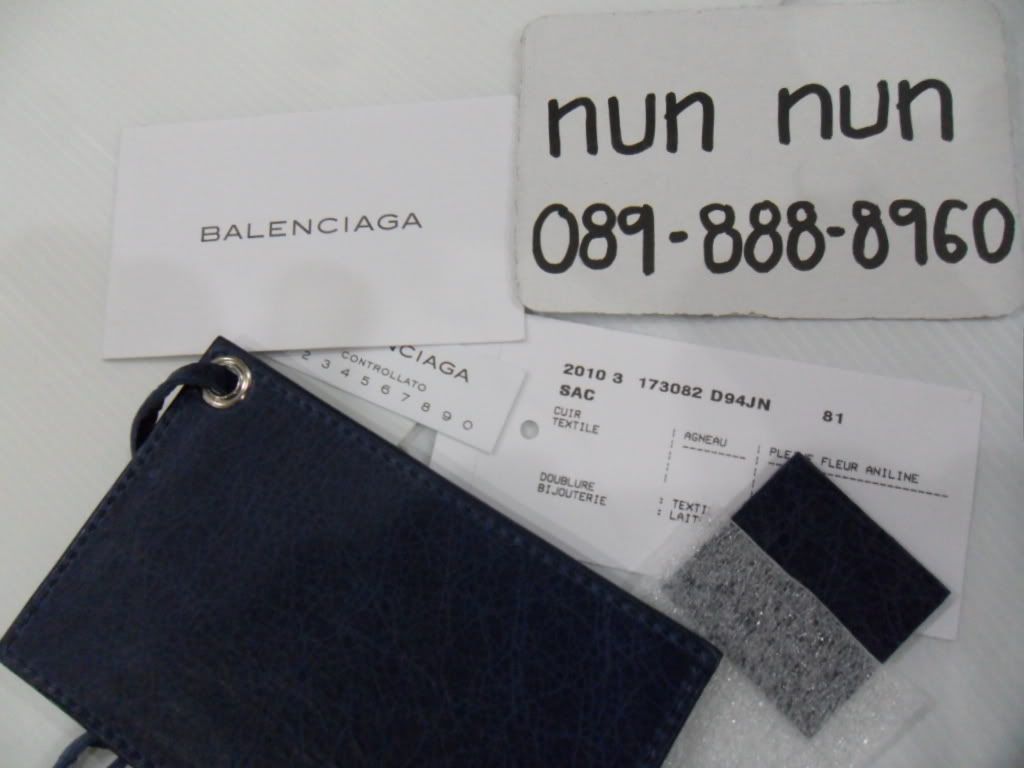 nun nun
089-888-8960
BALENCIAGA
NCIAGA
CONTROLLATO
2 3 4 5 6 7 8 9 0
2010 3 173082 D94JN 81
SAC
CUIR
TEXTILE
AGNEAU
FLEUR ANILINE
DOUBLURE
BIJOUTERIE
: TEXTI
: LAIT